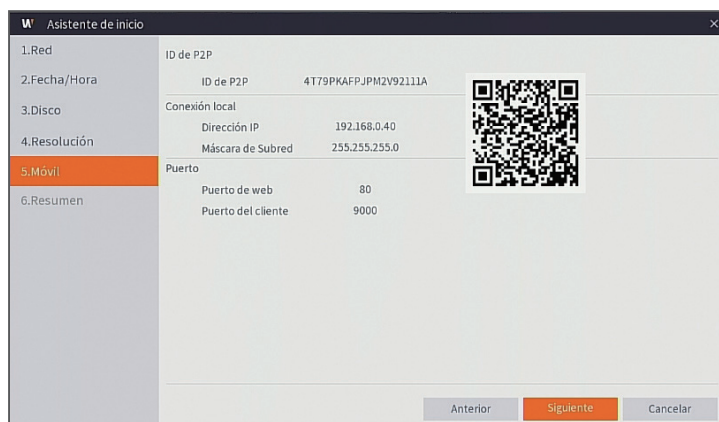 Asistente de inicio
1.Red
2.Fecha/Hora
3.Disco
4.Resolución
5.Móvil
6.Resumen
ID de P2P
ID de P2P 4T79PKAFPJPM2V92111A
Conexión local
Dirección IP 192.168.0.40
Máscara de Subred 255.255.255.0
Puerto
Puerto de web 80
Puerto del cliente 9000
Anterior Siguiente Cancelar